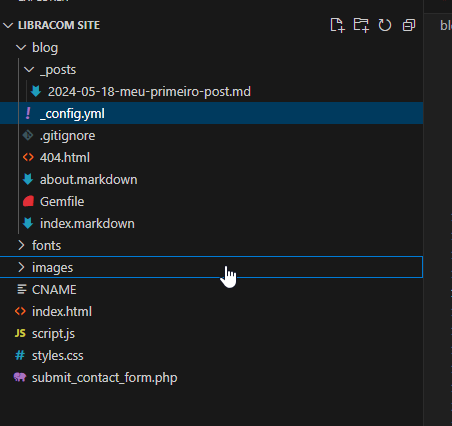 LIBRACOM SITE
blog
_posts
2024-05-18-meu-primeiro-post.md
! _config.yml
.gitignore
<> 404.html
about.markdown
Gemfile
index.markdown
fonts
images
CNAME
<> index.html
JS script.js
# styles.css
submit_contact_form.php